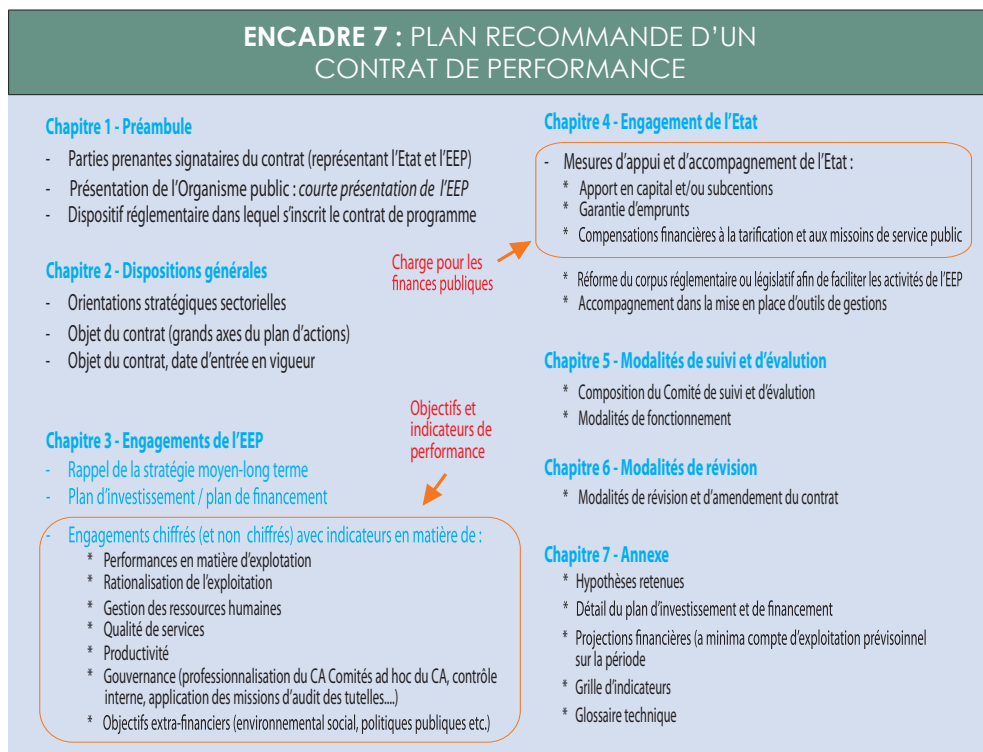 ENCADRE 7 : PLAN RECOMMANDE D'UN
CONTRAT DE PERFORMANCE
Chapitre 1 - Préambule
- Parties prenantes signataires du contrat (représentant l'Etat et l'EEP)
- Présentation de l'Organisme public : courte présentation de l'EEP
- Dispositif réglementaire dans lequel s'inscrit le contrat de programme
Chapitre 2 - Dispositions générales
- Orientations stratégiques sectorielles
- Objet du contrat (grands axes du plan d'actions)
- Objet du contrat, date d'entrée en vigueur
Chapitre 3 - Engagements de l'EEP
- Rappel de la stratégie moyen-long terme
- Plan d'investissement / plan de financement
Objectifs et
indicateurs de
performance
- Engagements chiffrés (et non chiffrés) avec indicateurs en matière de :
* Performances en matière d'explotation
* Rationalisation de l'exploitation
* Gestion des ressources humaines
* Qualité de services
* Productivité
* Gouvernance (professionnalisation du CA Comités ad hoc du CA, contrôle
interne, application des missions d'audit des tutelles....)
* Objectifs extra-financiers (environnemental social, politiques publiques etc.)
Chapitre 4 - Engagement de l'Etat
- Mesures d'appui et d'accompagnement de l'Etat :
* Apport en capital et/ou subcentions
* Garantie d'emprunts
* Compensations financières à la tarification et aux missoins de service public
Charge pour les
finances publiques
* Réforme du corpus réglementaire ou législatif afin de faciliter les activités de l'EEP
* Accompagnement dans la mise en place d'outils de gestions
Chapitre 5 - Modalités de suivi et d'évalution
* Composition du Comité de suivi et d'évalution
* Modalités de fonctionnement
Chapitre 6 - Modalités de révision
* Modalités de révision et d'amendement du contrat
Chapitre 7 - Annexe
* Hypothèses retenues
* Détail du plan d'investissement et de financement
* Projections financières (a minima compte d'exploitation prévisoinnel
sur la période
* Grille d'indicateurs
* Glossaire technique